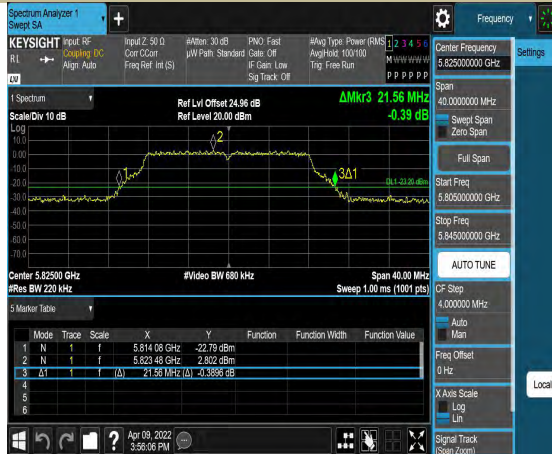 Spectrum Analyzer 1
Swept SA
+
Frequency
KEYSIGHT Input: RF Input Z: 50 Ω #Atten: 30 dB PNO: Fast #Avg Type: Power (RMS 1 2 3 4 5 6
RL Coupling: DC Corr CCorr µW Path: Standard Gate: Off Avg|Hold: 100/100 M W W W W W
Align: Auto Freq Ref: Int (S) IF Gain: Low Trig: Free Run
Sig Track: Off P P P P P P
1 Spectrum
Ref Lvl Offset 24.96 dB ΔMkr3 21.56 MHz
Scale/Div 10 dB Ref Level 20.00 dBm -0.39 dB
Log
10.0
0.00
-10.0
-20.0
-30.0
-40.0
-50.0
-60.0
-70.0
1
2
3Δ1
DL1 -23.20 dBm
Center 5.82500 GHz #Video BW 680 kHz Span 40.00 MHz
#Res BW 220 kHz Sweep 1.00 ms (1001 pts)
5 Marker Table
Mode Trace Scale X Y Function Function Width Function Value
1 N 1 f 5.814 08 GHz -22.79 dBm
2 N 1 f 5.823 48 GHz 2.802 dBm
3 Δ1 1 f (Δ) 21.56 MHz (Δ) -0.3896 dB
4
5
6
Apr 09, 2022
3:56:06 PM
?
Center Frequency
5.825000000 GHz
Settings
Span
40.0000000 MHz
Swept Span
Zero Span
Full Span
Start Freq
5.805000000 GHz
Stop Freq
5.845000000 GHz
AUTO TUNE
CF Step
4.000000 MHz
Auto
Man
Freq Offset
0 Hz
Local
X Axis Scale
Log
Lin
Signal Track
(Span Zoom)